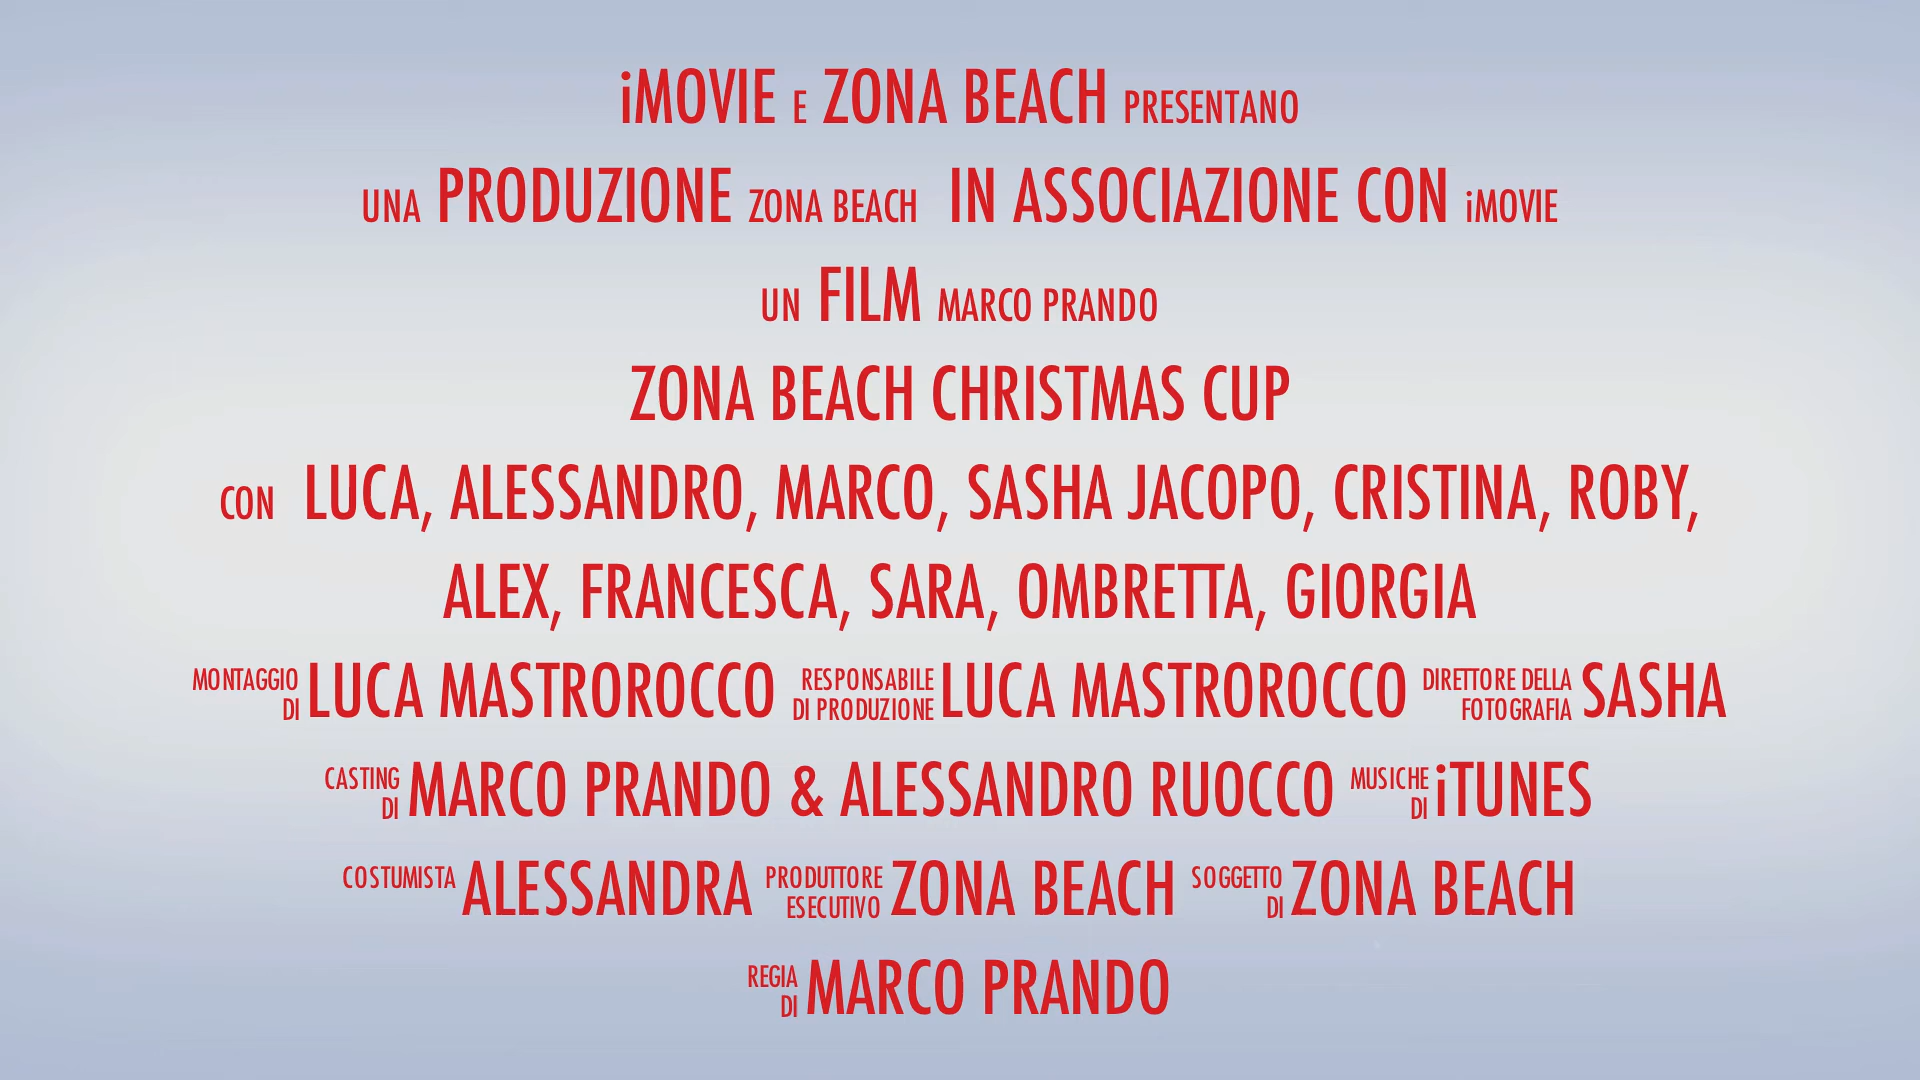 iMOVIE E ZONA BEACH PRESENTANO
UNA PRODUZIONE ZONA BEACH IN ASSOCIAZIONE CON iMOVIE
UN FILM MARCO PRANDO
ZONA BEACH CHRISTMAS CUP
CON LUCA, ALESSANDRO, MARCO, SASHA JACOPO, CRISTINA, ROBY,
ALEX, FRANCESCA, SARA, OMBRETTA, GIORGIA
MONTAGGIO DI LUCA MASTROROCCO RESPONSABILE DI PRODUZIONE LUCA MASTROROCCO DIRETTORE DELLA FOTOGRAFIA SASHA
CASTING DI MARCO PRANDO & ALESSANDRO RUOCCO MUSICHE DI iTUNES
COSTUMISTA ALESSANDRA PRODUTTORE ESECUTIVO ZONA BEACH SOGGETTO DI ZONA BEACH
REGIA DI MARCO PRANDO